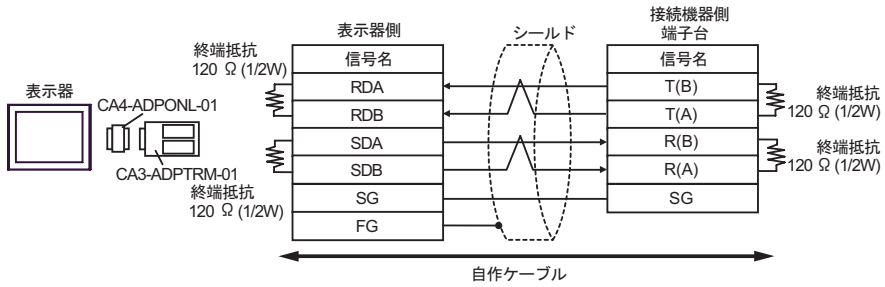 表示器側
シールド
接続機器側
端子台
終端抵抗
120 Ω (1/2W)
信号名
信号名
RDA
T(B)
終端抵抗
120 Ω (1/2W)
表示器
CA4-ADPONL-01
RDB
T(A)
SDA
R(B)
終端抵抗
120 Ω (1/2W)
CA3-ADPTRM-01
SDB
R(A)
終端抵抗
120 Ω (1/2W)
SG
SG
FG
自作ケーブル